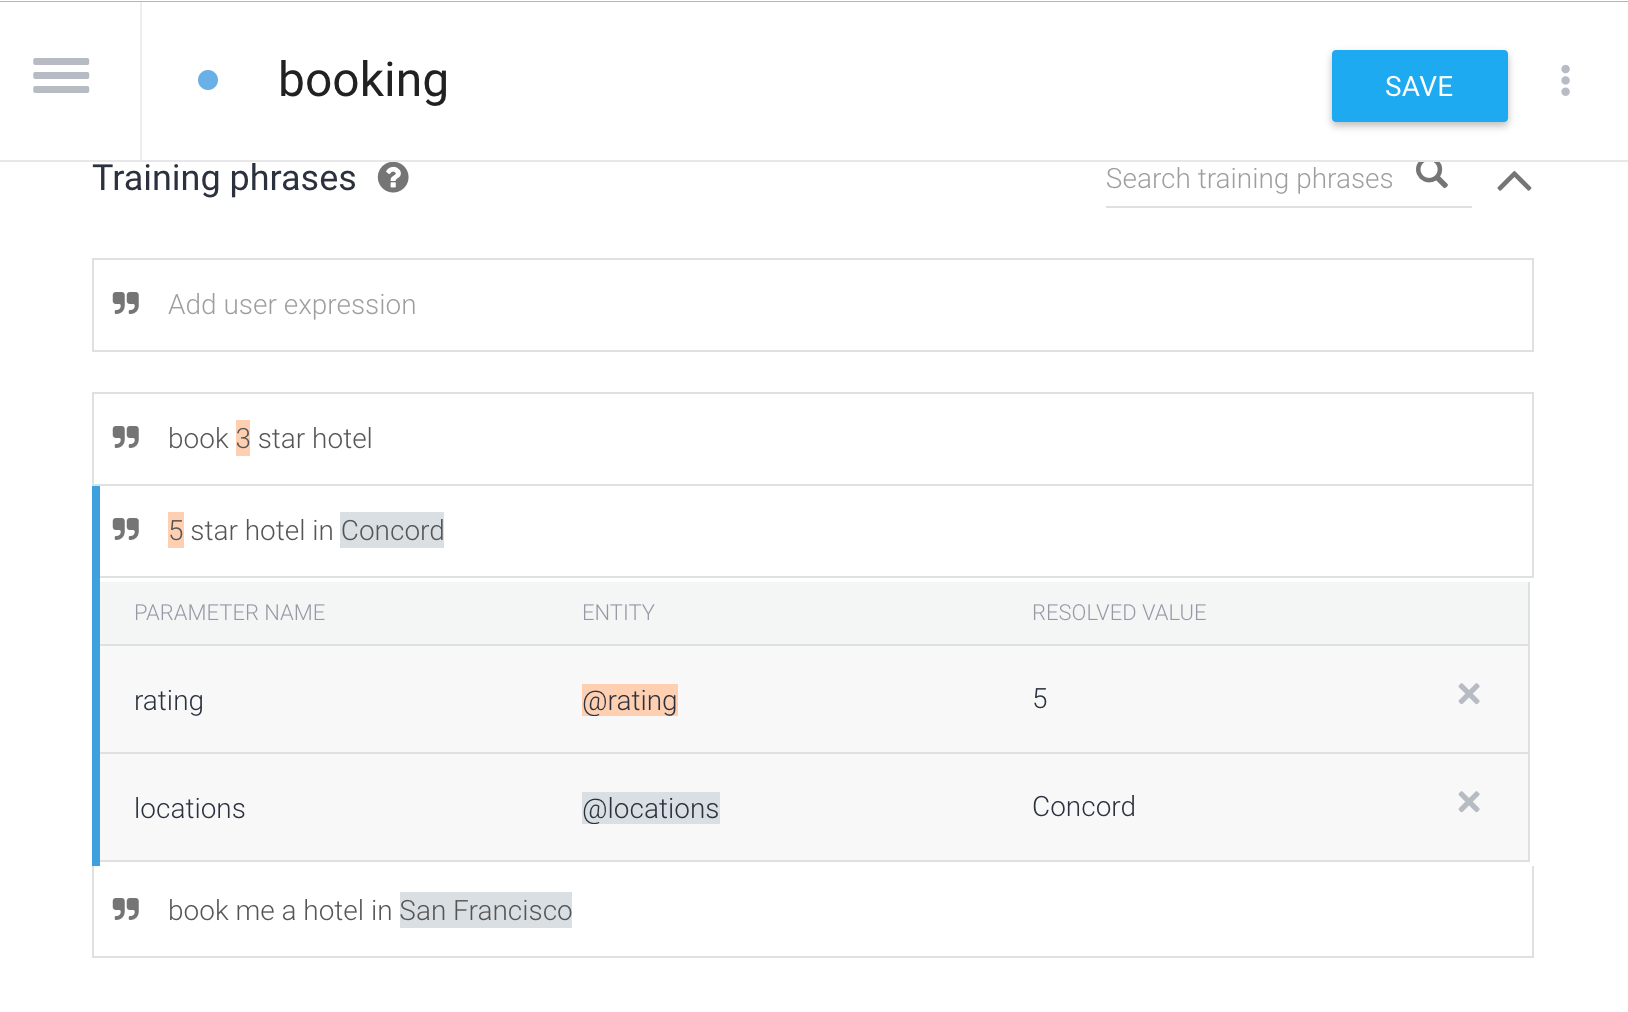 booking
SAVE
Training phrases
Search training phrases
Add user expression
book 3 star hotel
5 star hotel in Concord
PARAMETER NAME ENTITY RESOLVED VALUE
rating @rating 5
locations @locations Concord
book me a hotel in San Francisco